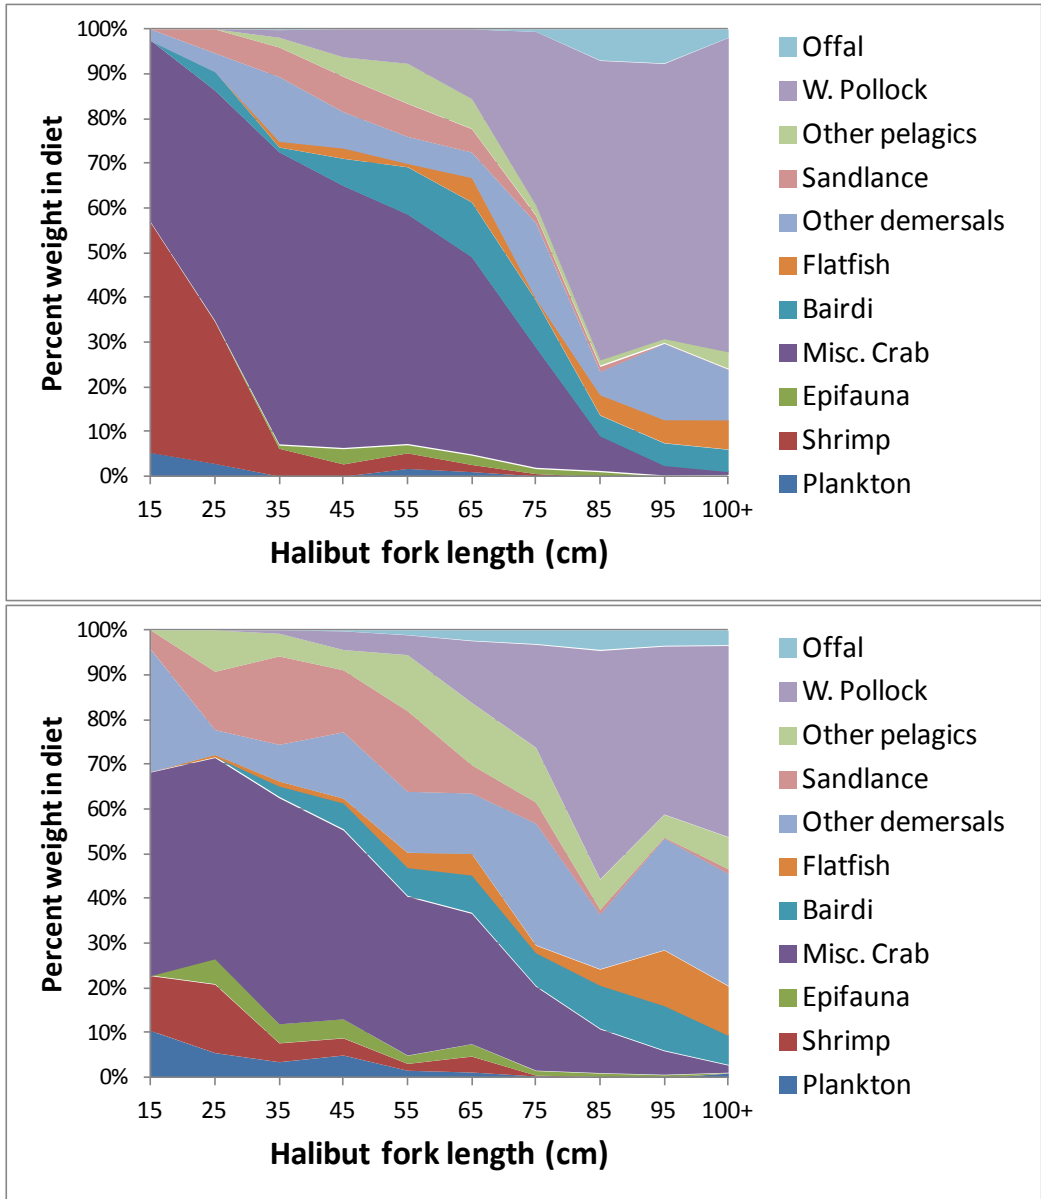 100%
90%
80%
70%
60%
50%
40%
30%
20%
10%
0%
Percent weight in diet
15 25 35 45 55 65 75 85 95 100+
Halibut fork length (cm)
Offal
W. Pollock
Other pelagics
Sandlance
Other demersals
Flatfish
Bairdi
Misc. Crab
Epifauna
Shrimp
Plankton
100%
90%
80%
70%
60%
50%
40%
30%
20%
10%
0%
Percent weight in diet
15 25 35 45 55 65 75 85 95 100+
Halibut fork length (cm)
Offal
W. Pollock
Other pelagics
Sandlance
Other demersals
Flatfish
Bairdi
Misc. Crab
Epifauna
Shrimp
Plankton